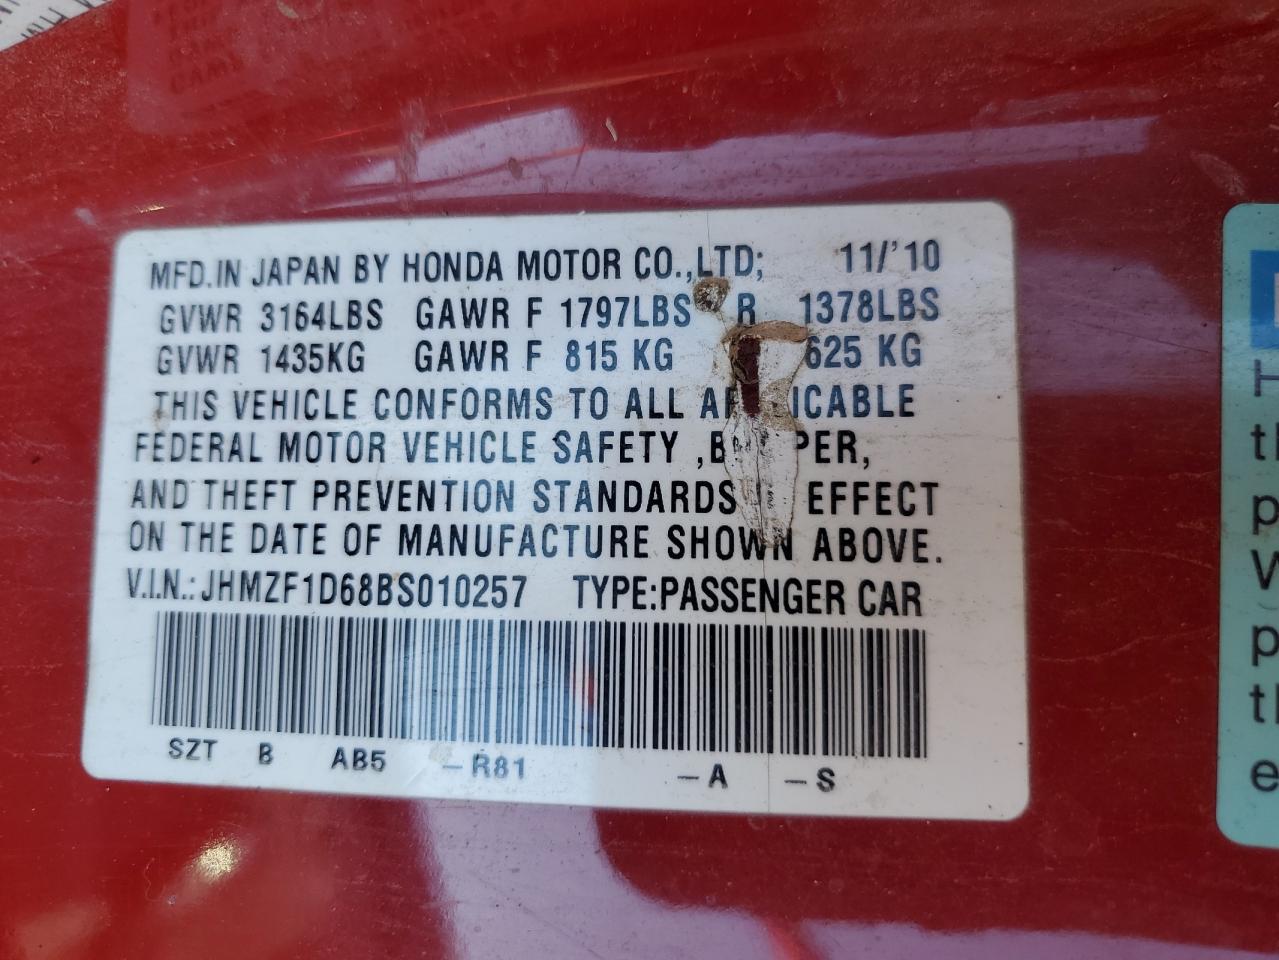 MFD.IN JAPAN BY HONDA MOTOR CO.,LTD; 11/'10
GVWR 3164LBS GAWR F 1797LBS R 1378LBS
GVWR 1435KG GAWR F 815 KG 625 KG
THIS VEHICLE CONFORMS TO ALL
FEDERAL MOTOR VEHICLE SAFETY ,
AND THEFT PREVENTION STANDARDS EFFECT
ON THE DATE OF MANUFACTURE SHOWN ABOVE.
V.I.N.: JHMZF1D68BS010257 TYPE:PASSENGER CAR
SZT B AB5 –R81 –A –S